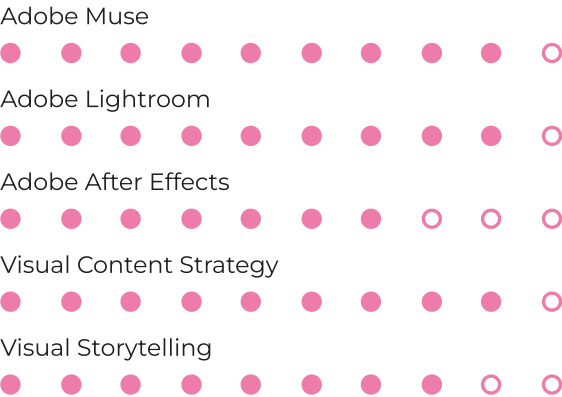 Adobe Muse
Adobe Lightroom
Adobe After Effects
Visual Content Strategy
Visual Storytelling